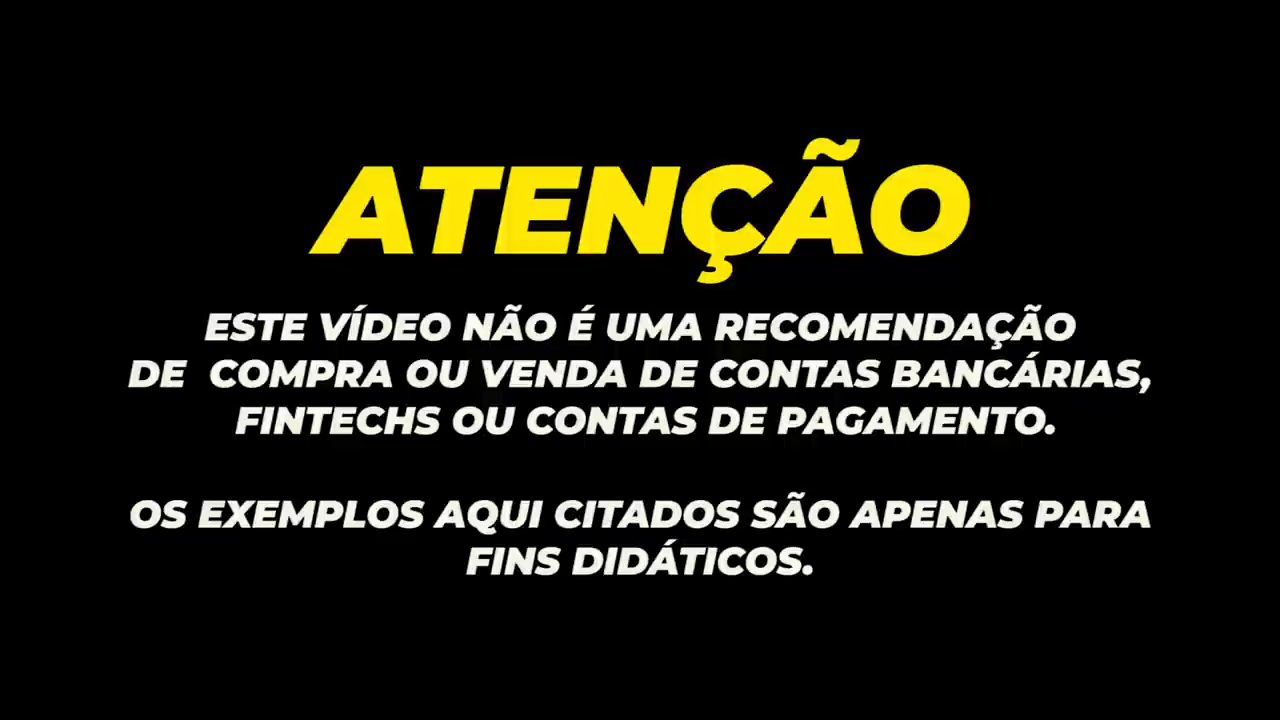 ATENÇÃO
ESTE VÍDEO NÃO É UMA RECOMENDAÇÃO
DE COMPRA OU VENDA DE CONTAS BANCÁRIAS,
FINTECHS OU CONTAS DE PAGAMENTO.
OS EXEMPLOS AQUI CITADOS SÃO APENAS PARA
FINS DIDÁTICOS.